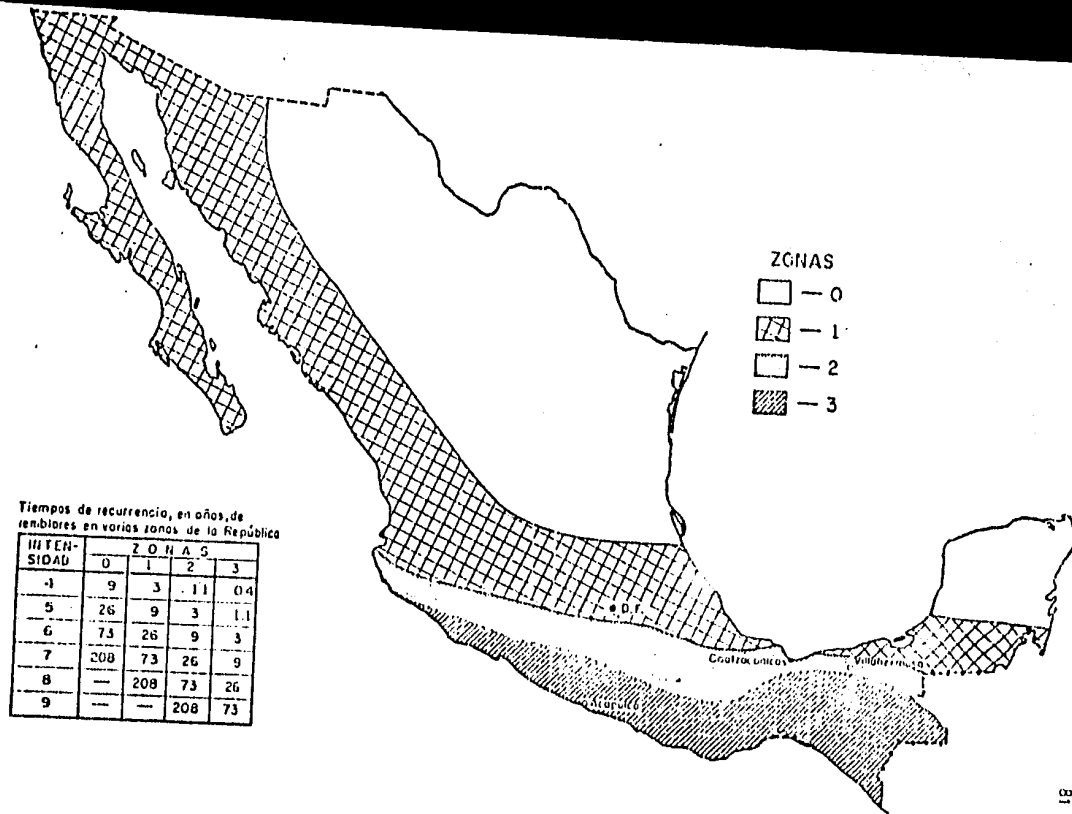 ZONAS
— 0
— 1
— 2
— 3
D.F.
Coatzacoalcos
Villahermosa
Acapulco
Tiempos de recurrencia, en años, de
temblores en varias zonas de la República
INTEN- ZONAS
SIDAD 0 1 2 3
4 9 3 1.1 0.4
5 26 9 3 1.1
6 73 26 9 3
7 208 73 26 9
8 — 208 73 26
9 — — 208 73